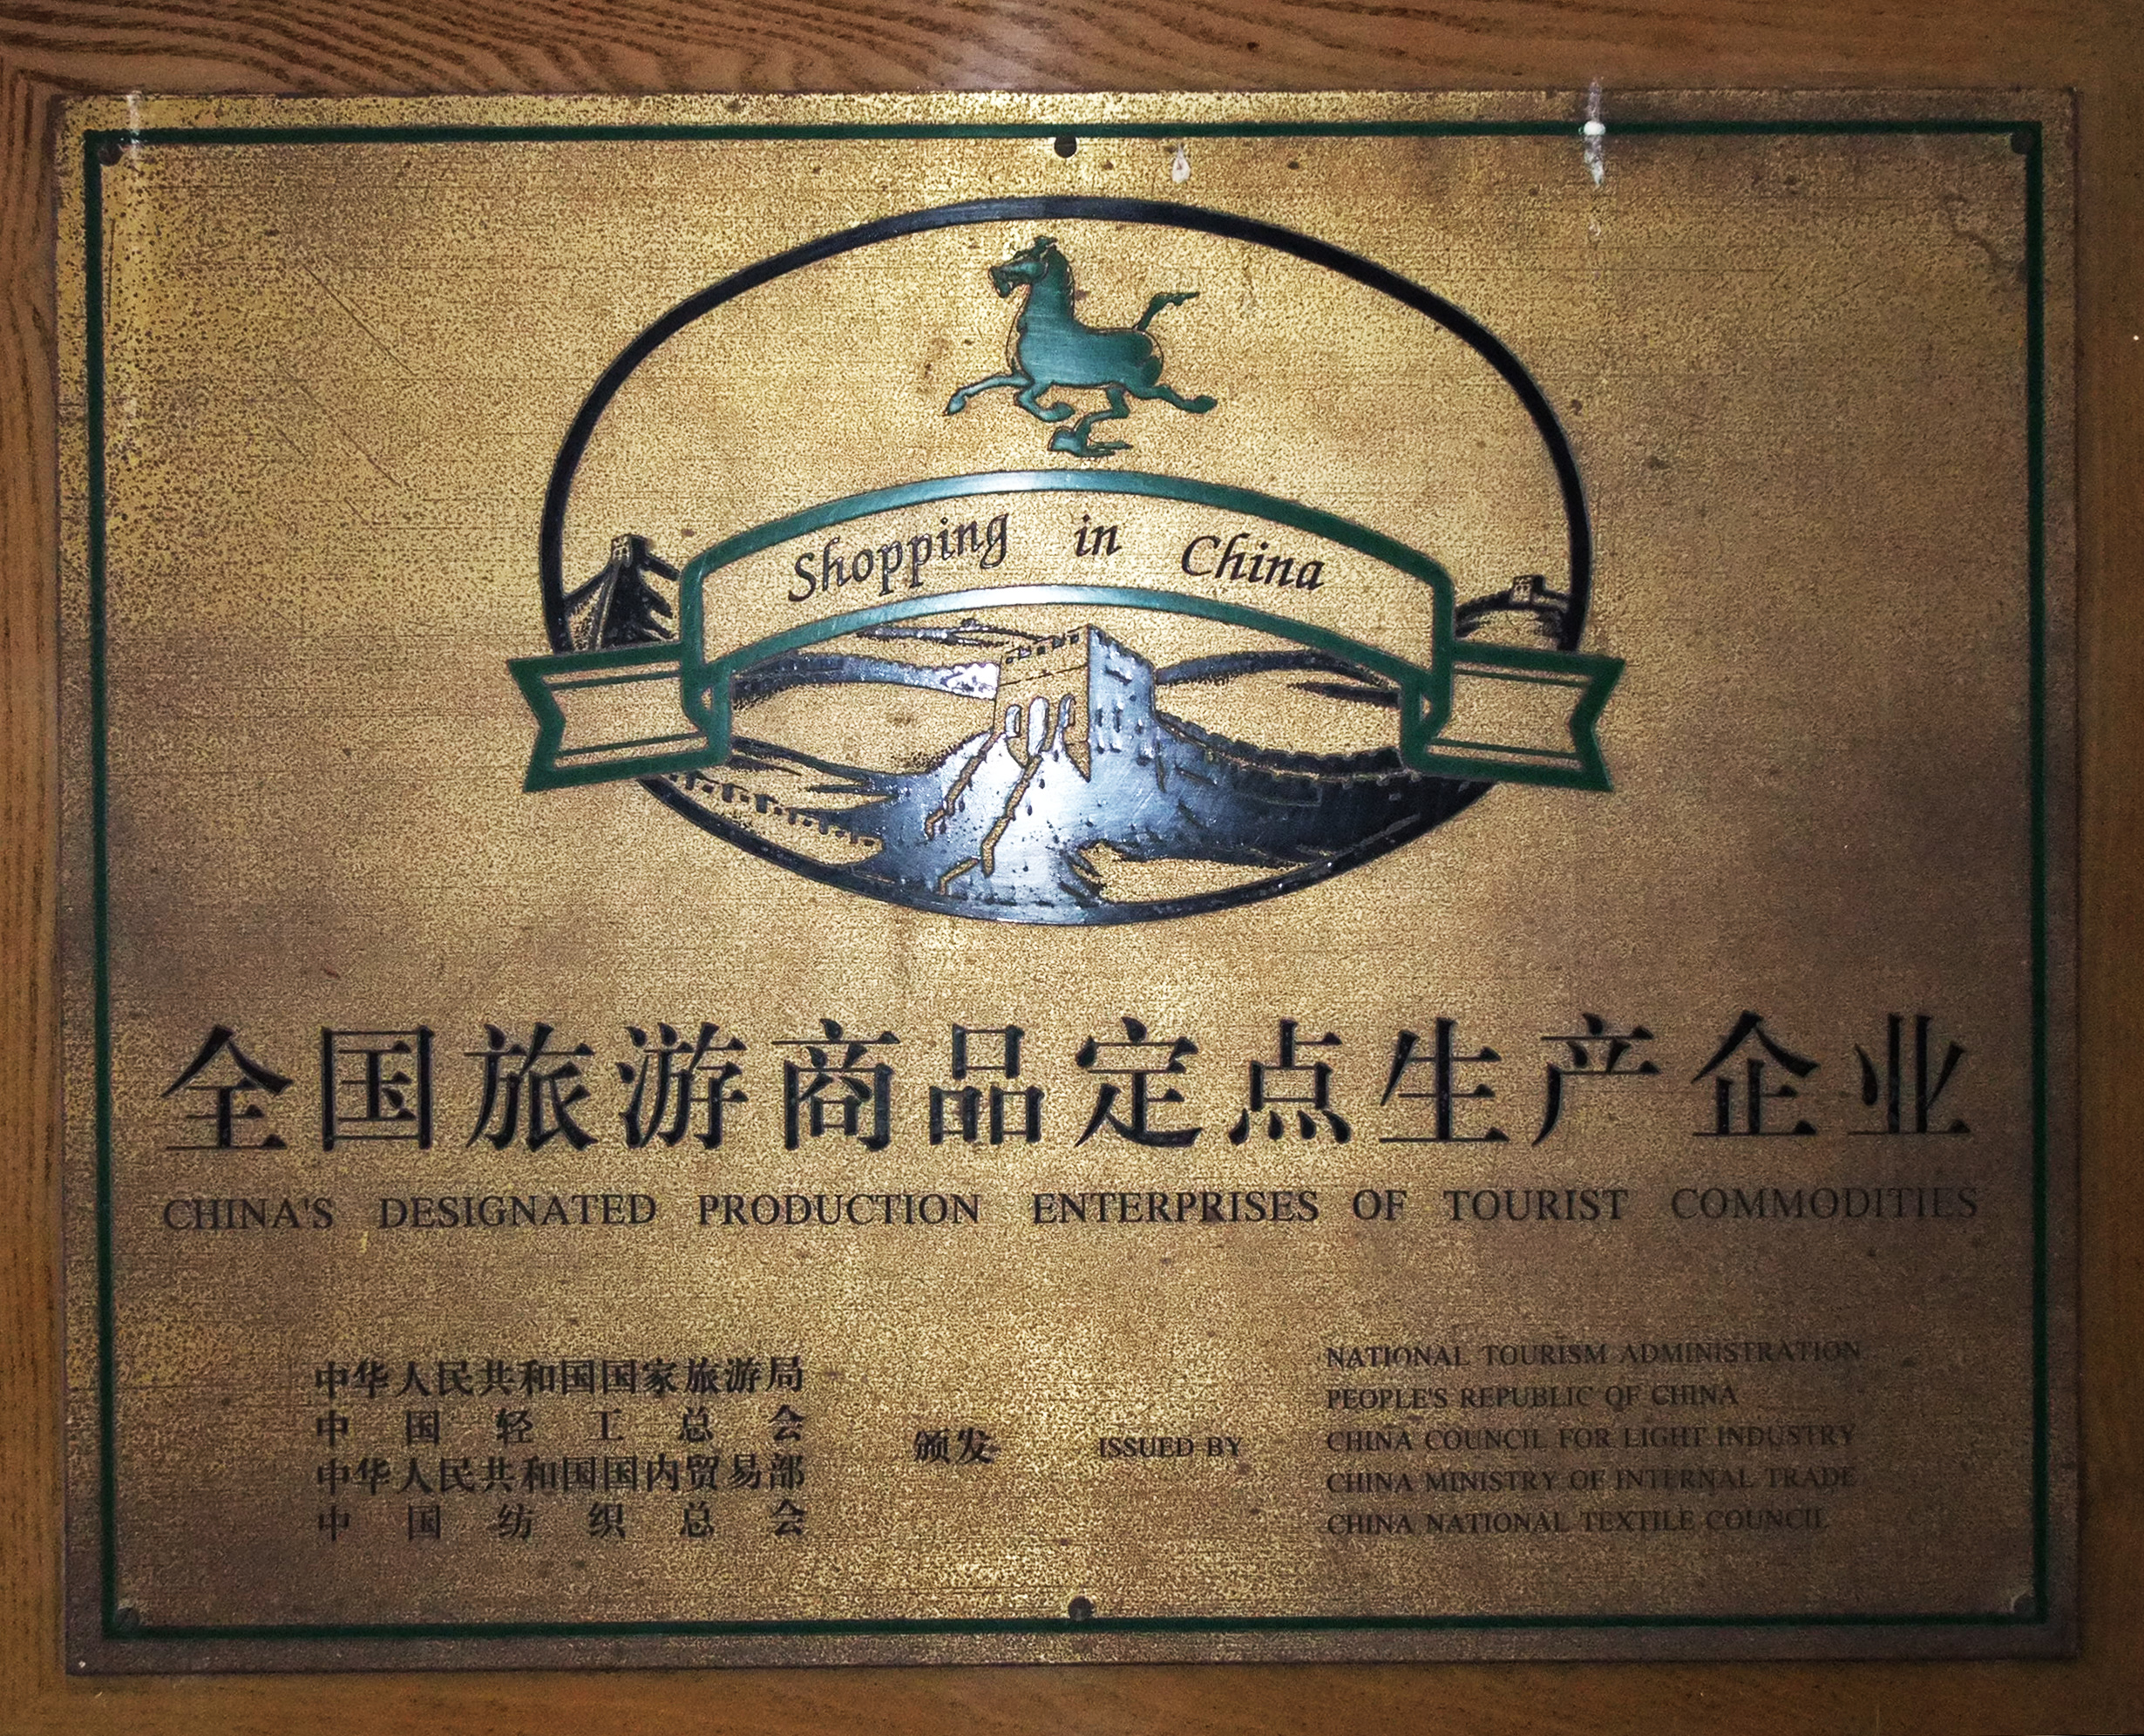 Shopping in China
全国旅游商品定点生产企业
CHINA'S DESIGNATED PRODUCTION ENTERPRISES OF TOURIST COMMODITIES
中华人民共和国国家旅游局
中国轻工总会
中华人民共和国国内贸易部
中国纺织总会
颁发
ISSUED BY
NATIONAL TOURISM ADMINISTRATION
PEOPLE'S REPUBLIC OF CHINA
CHINA COUNCIL FOR LIGHT INDUSTRY
CHINA MINISTRY OF INTERNAL TRADE
CHINA NATIONAL TEXTILE COUNCIL